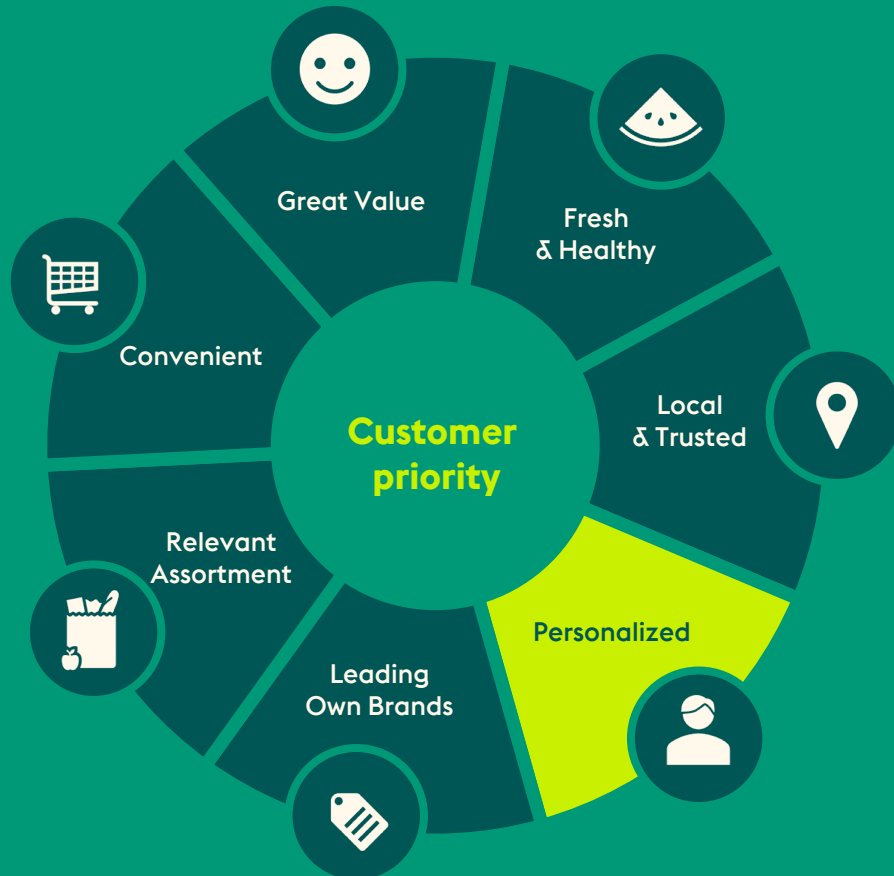 Great Value
Fresh
& Healthy
Convenient
Local
& Trusted
Customer
priority
Relevant
Assortment
Personalized
Leading
Own Brands